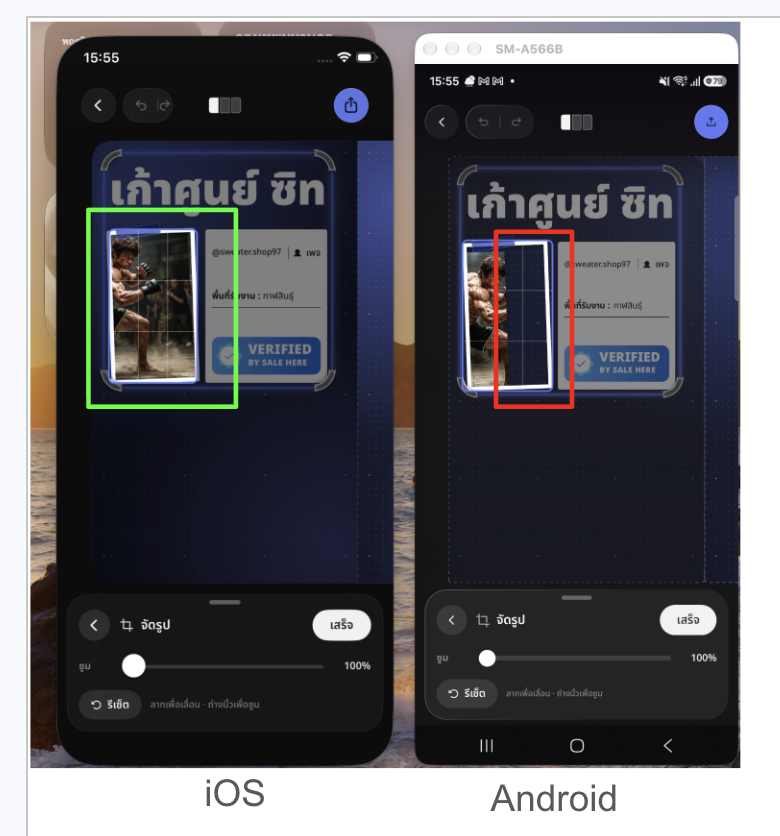 15:55
เก้าศูนย์ ซิท
@sweater.shop97 | เพจ
พื้นที่รับงาน : กาฬสินธุ์
VERIFIED
BY SALE HERE
จัดรูป
เสร็จ
ซูม
100%
รีเซ็ต
ลากเพื่อเลื่อน · ถ่างนิ้วเพื่อซูม
iOS
SM-A566B
15:55
79
เก้าศูนย์ ซิท
sweater.shop97 | เพจ
พื้นที่รับงาน : กาฬสินธุ์
VERIFIED
BY SALE HERE
จัดรูป
เสร็จ
ซูม
100%
รีเซ็ต
ลากเพื่อเลื่อน · ถ่างนิ้วเพื่อซูม
Android